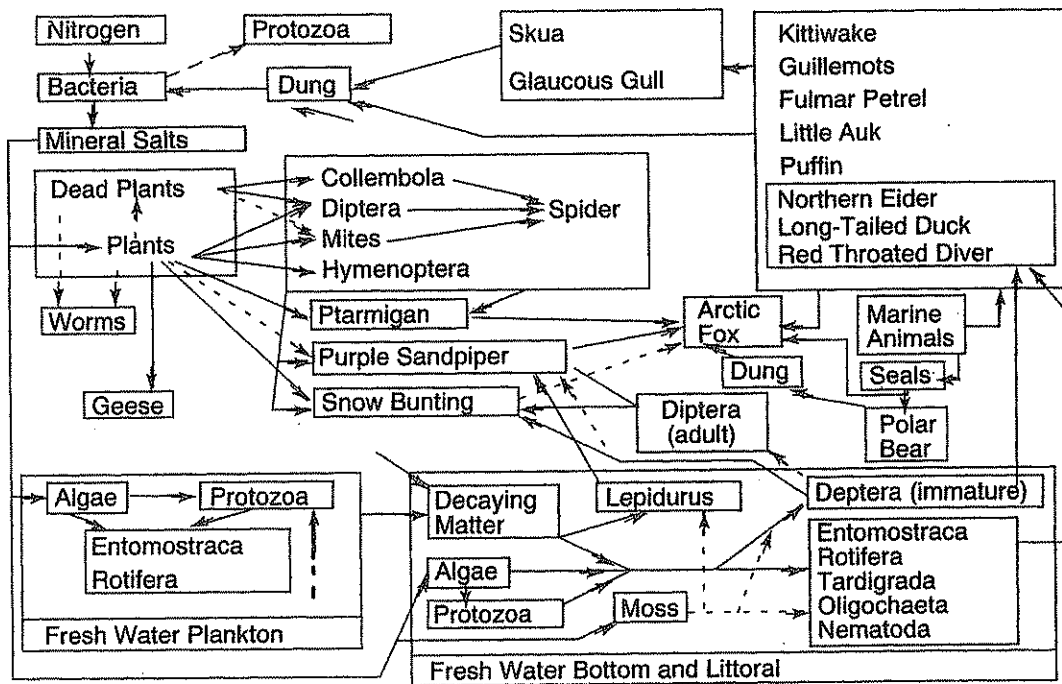 Nitrogen
Protozoa
Skua
Glaucous Gull
Kittiwake
Guillemots
Fulmar Petrel
Little Auk
Puffin
Northern Eider
Long-Tailed Duck
Red Throated Diver
Bacteria
Dung
Mineral Salts
Dead Plants
Plants
Collembola
Diptera
Mites
Hymenoptera
Spider
Worms
Geese
Ptarmigan
Purple Sandpiper
Snow Bunting
Arctic
Fox
Marine
Animals
Dung
Seals
Polar
Bear
Diptera
(adult)
Algae
Protozoa
Entomostraca
Rotifera
Fresh Water Plankton
Decaying
Matter
Lepidurus
Deptera (immature)
Algae
Protozoa
Moss
Entomostraca
Rotifera
Tardigrada
Oligochaeta
Nematoda
Fresh Water Bottom and Littoral